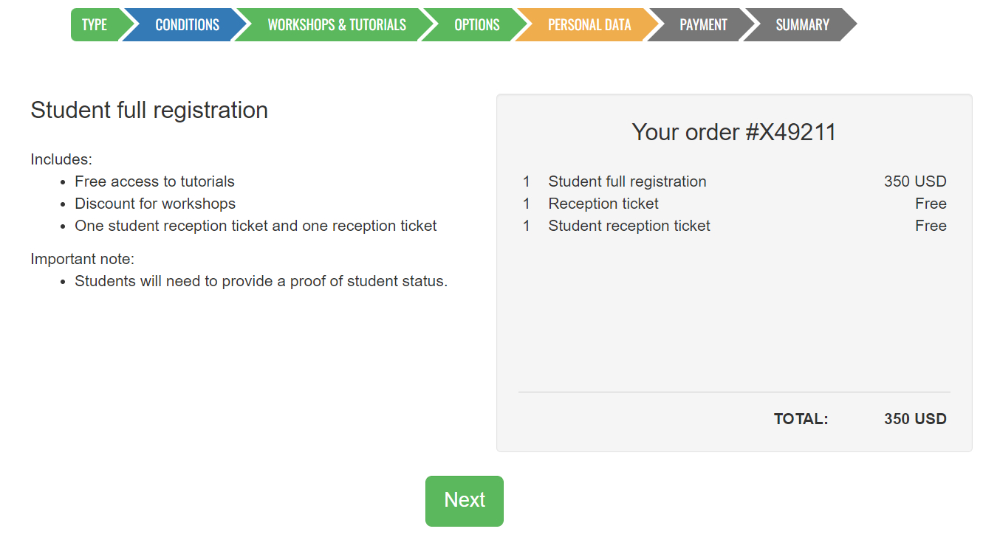 TYPE CONDITIONS WORKSHOPS & TUTORIALS OPTIONS PERSONAL DATA PAYMENT SUMMARY
Student full registration
Includes:
• Free access to tutorials
• Discount for workshops
• One student reception ticket and one reception ticket
Important note:
• Students will need to provide a proof of student status.
Your order #X49211
1 Student full registration 350 USD
1 Reception ticket Free
1 Student reception ticket Free
TOTAL: 350 USD
Next